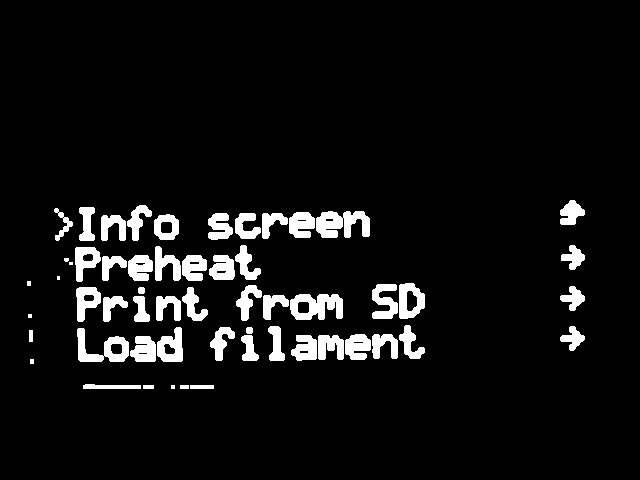 >Info screen ↑
Preheat →
Print from SD →
Load filament →